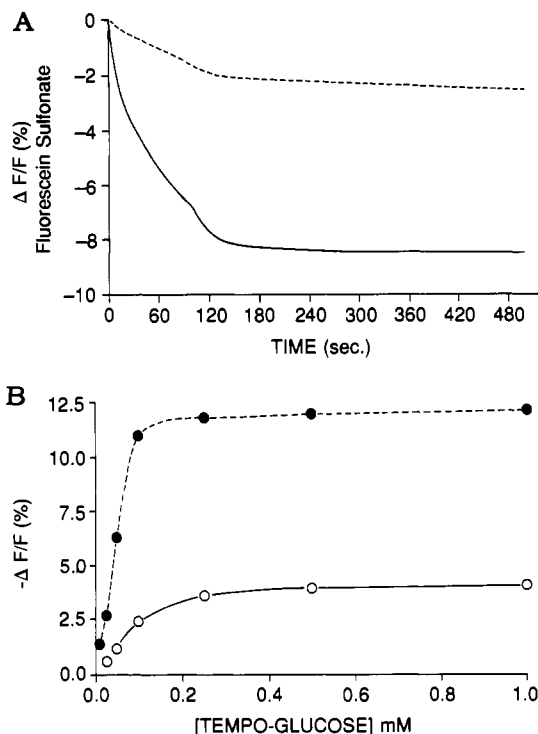 A
0
−2
−4
−6
−8
−10
Δ F/F (%)
Fluorescein Sulfonate
0 60 120 180 240 300 360 420 480
TIME (sec.)
B
12.5
10.0
7.5
5.0
2.5
0.0
-Δ F/F (%)
0.0 0.2 0.4 0.6 0.8 1.0
[TEMPO-GLUCOSE] mM